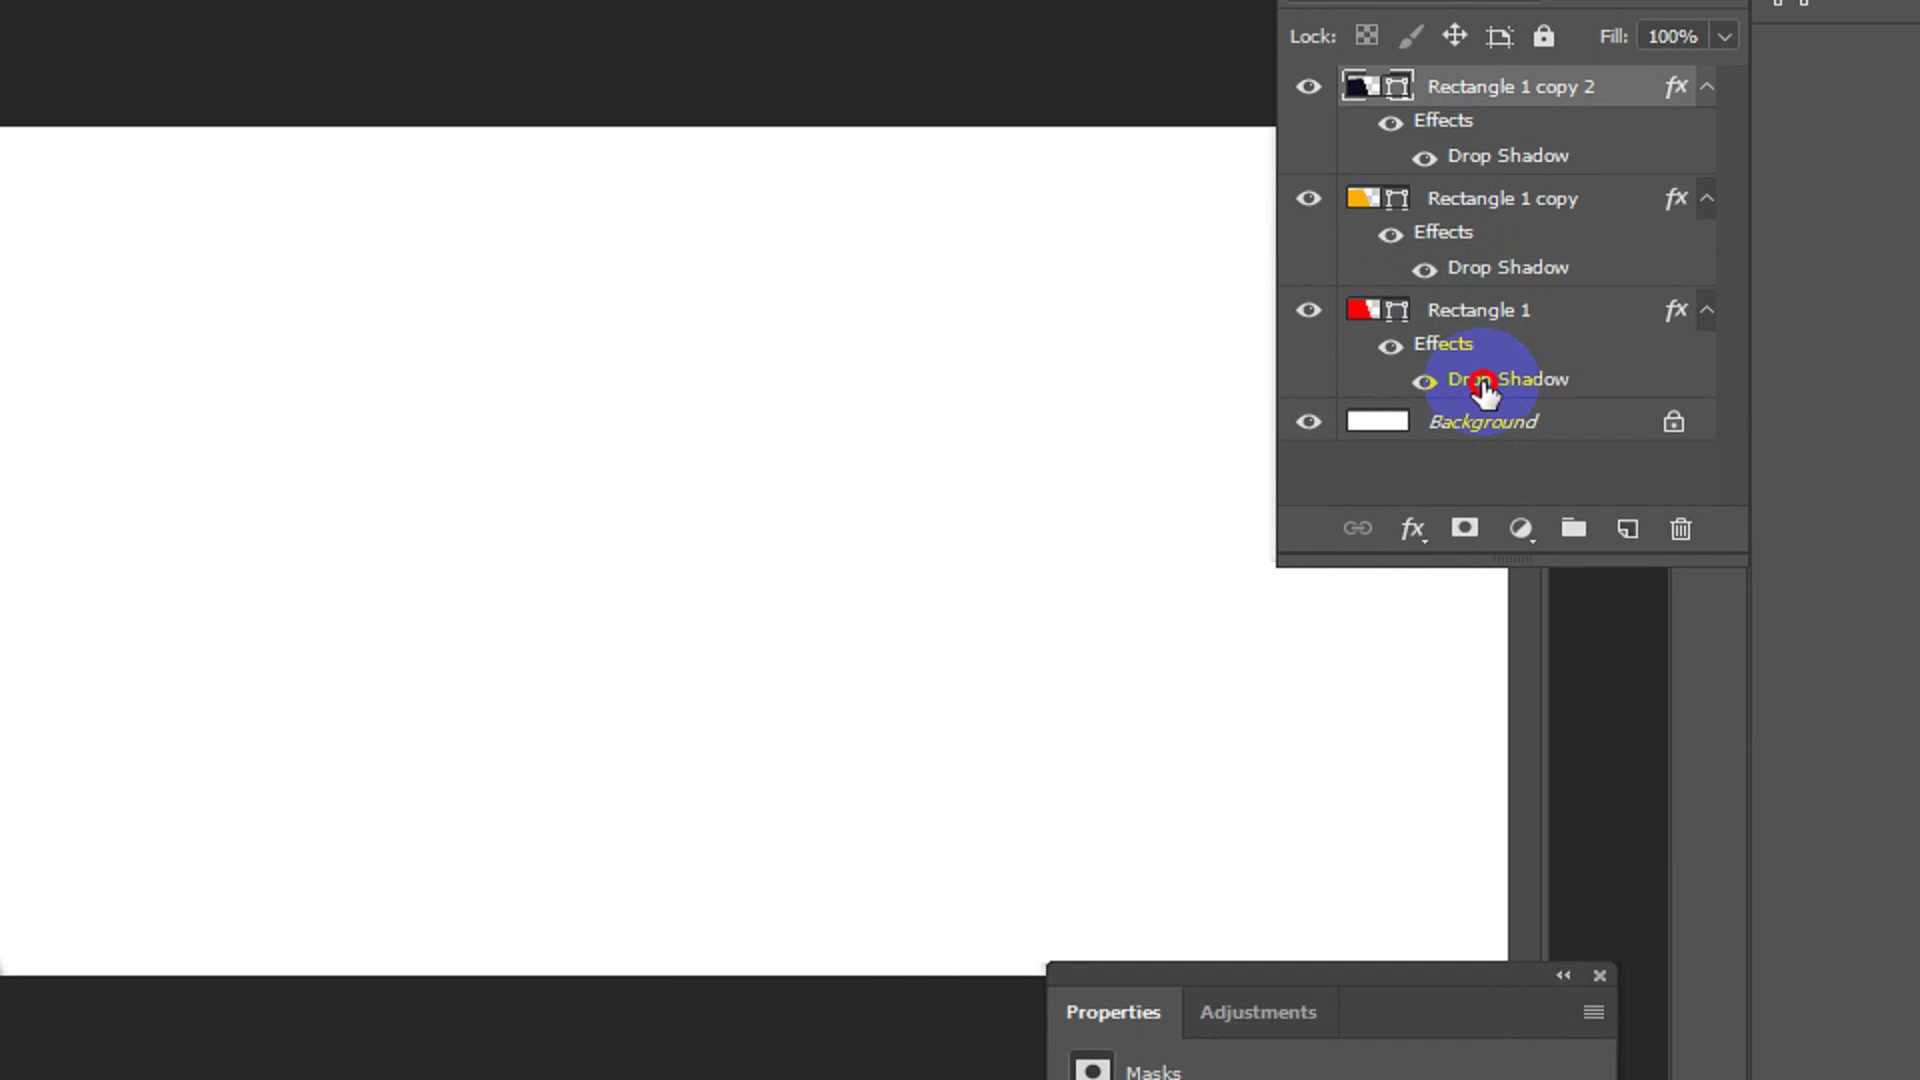 Lock: Fill: 100%
Rectangle 1 copy 2 fx
Effects
Drop Shadow
Rectangle 1 copy fx
Effects
Drop Shadow
Rectangle 1 fx
Effects
Drop Shadow
Background
fx
Properties Adjustments
Masks